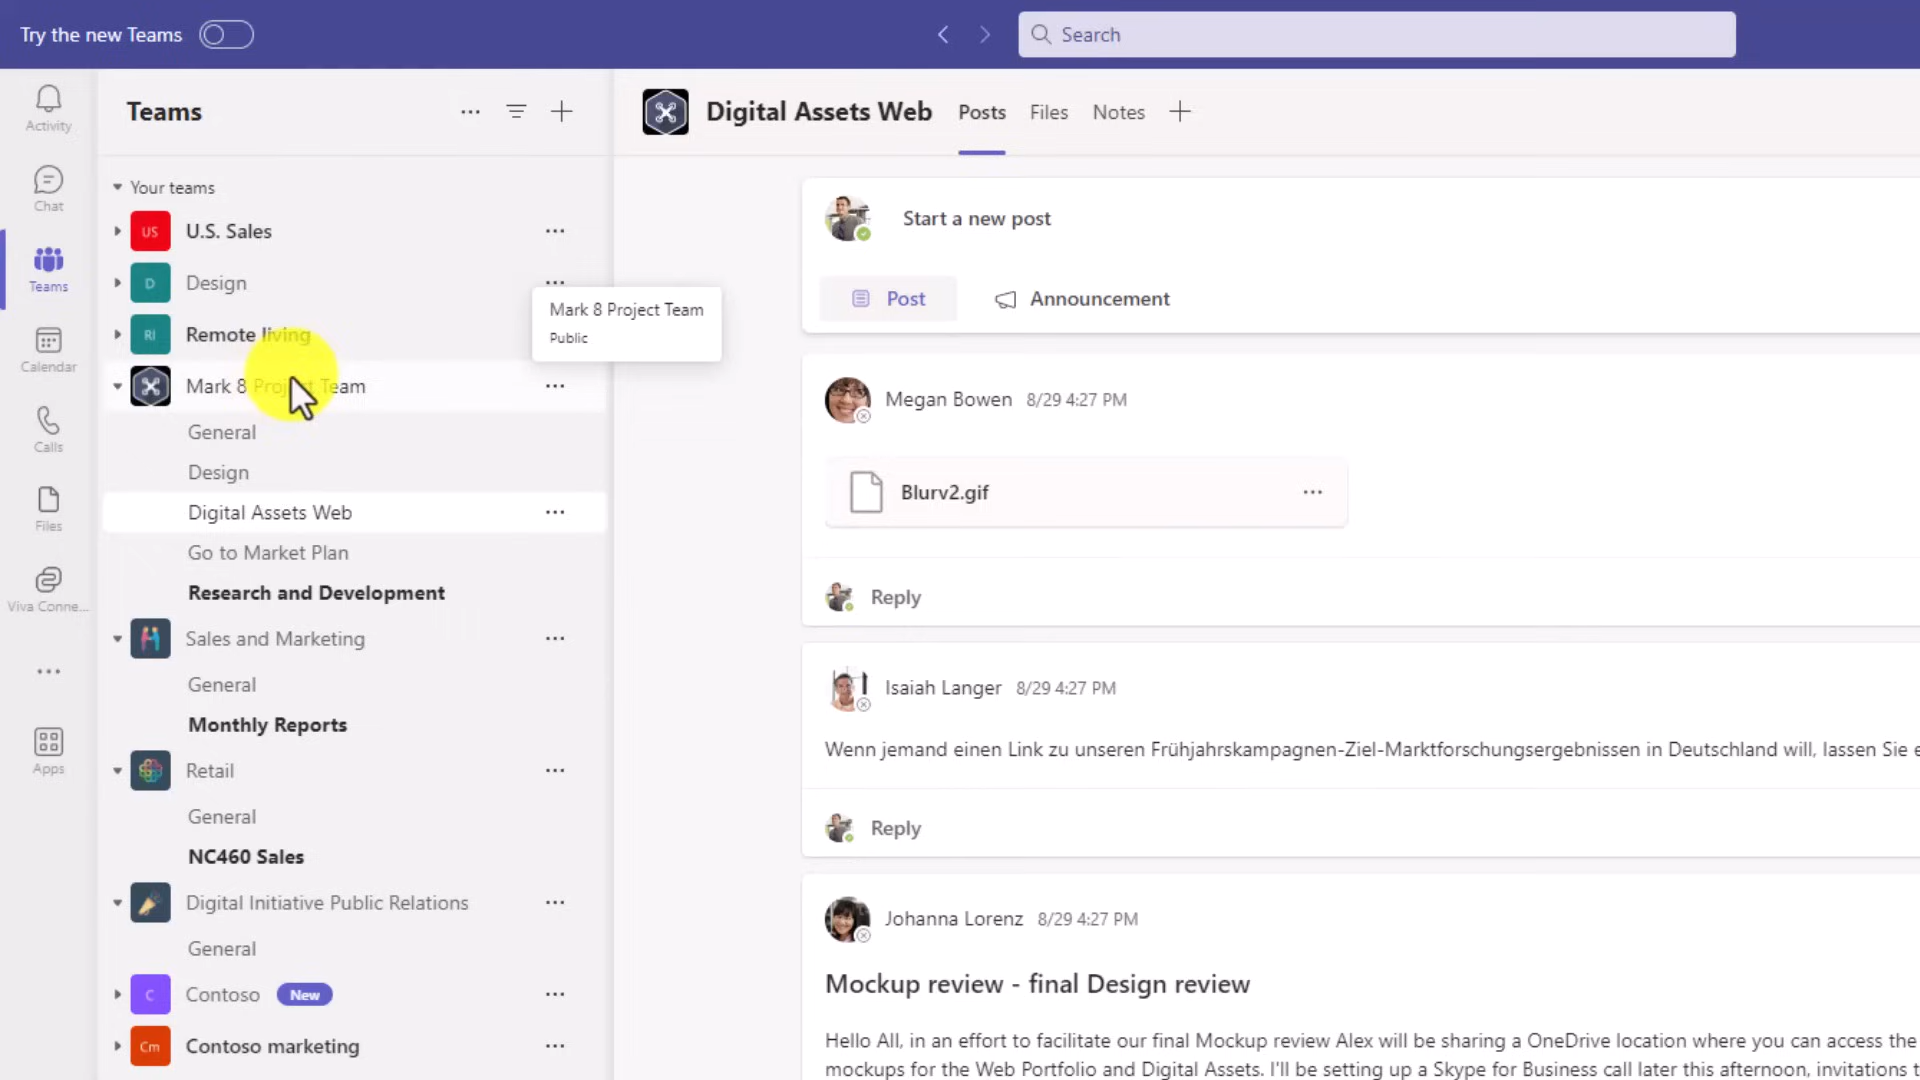 Try the new Teams
Search
Activity
Chat
Teams
Calendar
Calls
Files
Viva Conne...
Apps
Teams
Your teams
US U.S. Sales
D Design
Rl Remote living
Mark 8 Project Team
General
Design
Digital Assets Web
Go to Market Plan
Research and Development
Sales and Marketing
General
Monthly Reports
Retail
General
NC460 Sales
Digital Initiative Public Relations
General
C Contoso New
Cm Contoso marketing
Mark 8 Project Team
Public
Digital Assets Web Posts Files Notes
Start a new post
Post Announcement
Megan Bowen 8/29 4:27 PM
Blurv2.gif
Reply
Isaiah Langer 8/29 4:27 PM
Wenn jemand einen Link zu unseren Frühjahrskampagnen-Ziel-Marktforschungsergebnissen in Deutschland will, lassen Sie e
Reply
Johanna Lorenz 8/29 4:27 PM
Mockup review - final Design review
Hello All, in an effort to facilitate our final Mockup review Alex will be sharing a OneDrive location where you can access the
mockups for the Web Portfolio and Digital Assets. I'll be setting up a Skype for Business call later this afternoon, invitations t